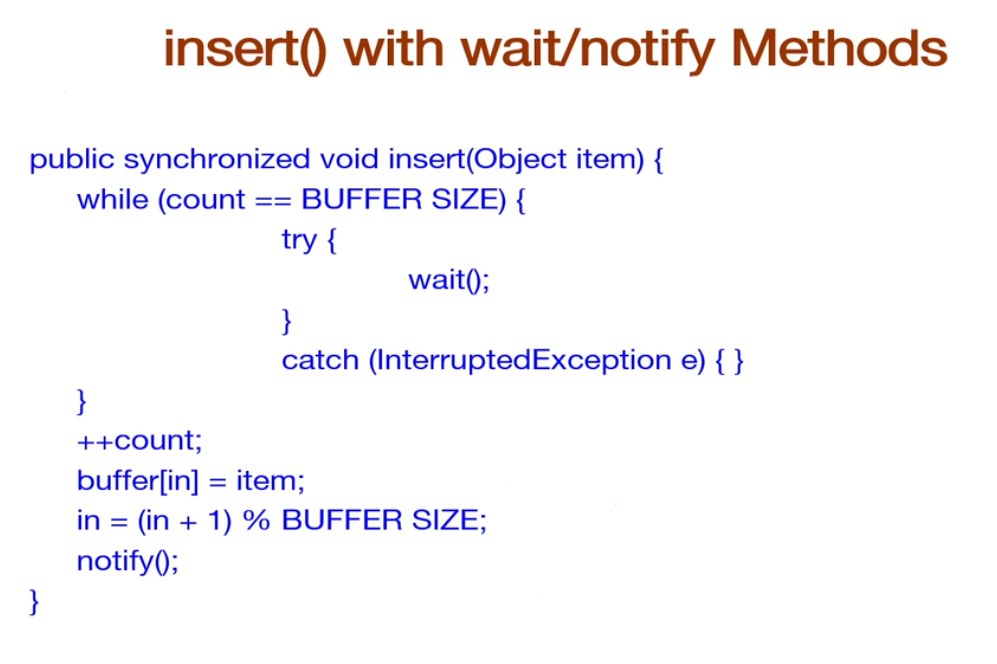 insert() with wait/notify Methods
public synchronized void insert(Object item) {
while (count == BUFFER SIZE) {
try {
wait();
}
catch (InterruptedException e) { }
}
++count;
buffer[in] = item;
in = (in + 1) % BUFFER SIZE;
notify();
}